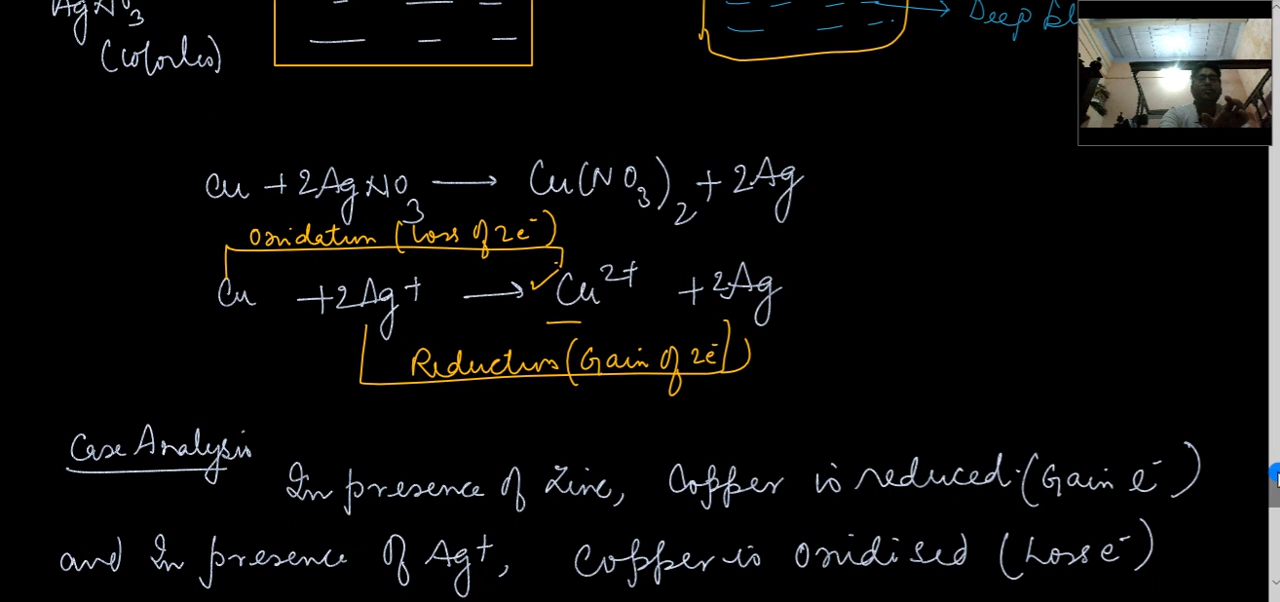 AgNO3
(Colorless)
Deep
Cu + 2AgNO3 → Cu(NO3)2 + 2Ag
Oxidation (Loss of 2e-)
Cu + 2Ag+ → Cu2+ + 2Ag
Reduction (Gain of 2e-)
Case Analysis
In presence of Zinc, Copper is reduced. (Gain e-)
and In presence of Ag+, Copper is oxidised (Loss e-)